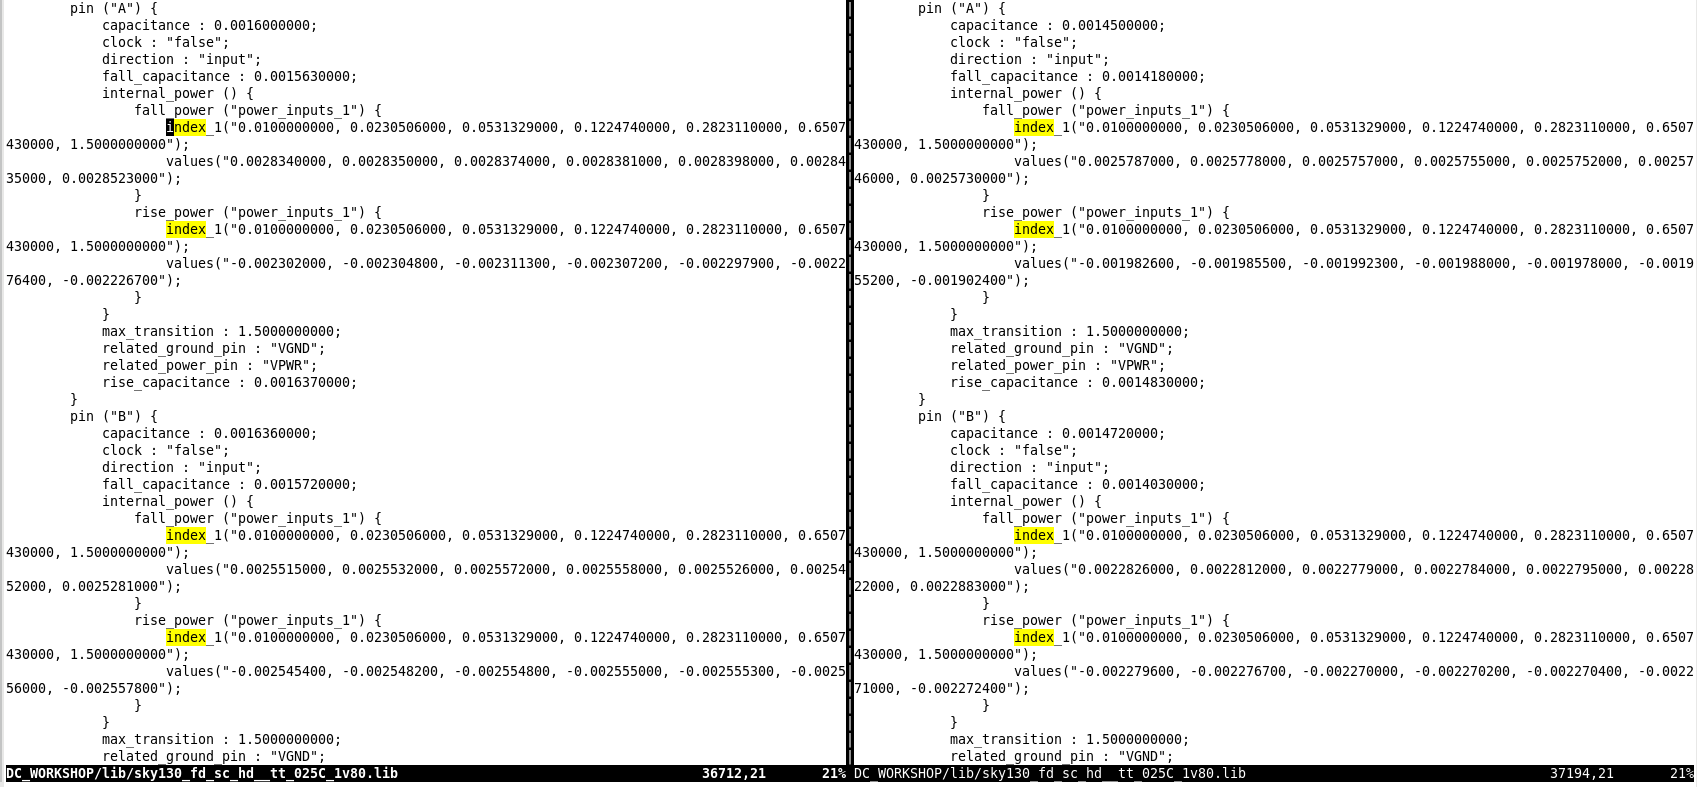 pin ("A") {
capacitance : 0.0016000000;
clock : "false";
direction : "input";
fall_capacitance : 0.0015630000;
internal_power () {
fall_power ("power_inputs_1") {
index_1("0.0100000000, 0.0230506000, 0.0531329000, 0.1224740000, 0.2823110000, 0.6507
430000, 1.5000000000");
values("0.0028340000, 0.0028350000, 0.0028374000, 0.0028381000, 0.0028398000, 0.00284
35000, 0.0028523000");
}
rise_power ("power_inputs_1") {
index_1("0.0100000000, 0.0230506000, 0.0531329000, 0.1224740000, 0.2823110000, 0.6507
430000, 1.5000000000");
values("-0.002302000, -0.002304800, -0.002311300, -0.002307200, -0.002297900, -0.0022
76400, -0.002226700");
}
}
max_transition : 1.5000000000;
related_ground_pin : "VGND";
related_power_pin : "VPWR";
rise_capacitance : 0.0016370000;
}
pin ("B") {
capacitance : 0.0016360000;
clock : "false";
direction : "input";
fall_capacitance : 0.0015720000;
internal_power () {
fall_power ("power_inputs_1") {
index_1("0.0100000000, 0.0230506000, 0.0531329000, 0.1224740000, 0.2823110000, 0.6507
430000, 1.5000000000");
values("0.0025515000, 0.0025532000, 0.0025572000, 0.0025558000, 0.0025526000, 0.00254
52000, 0.0025281000");
}
rise_power ("power_inputs_1") {
index_1("0.0100000000, 0.0230506000, 0.0531329000, 0.1224740000, 0.2823110000, 0.6507
430000, 1.5000000000");
values("-0.002545400, -0.002548200, -0.002554800, -0.002555000, -0.002555300, -0.0025
56000, -0.002557800");
}
}
max_transition : 1.5000000000;
related_ground_pin : "VGND";
DC_WORKSHOP/lib/sky130_fd_sc_hd__tt_025C_1v80.lib 36712,21 21%
pin ("A") {
capacitance : 0.0014500000;
clock : "false";
direction : "input";
fall_capacitance : 0.0014180000;
internal_power () {
fall_power ("power_inputs_1") {
index_1("0.0100000000, 0.0230506000, 0.0531329000, 0.1224740000, 0.2823110000, 0.6507
430000, 1.5000000000");
values("0.0025787000, 0.0025778000, 0.0025757000, 0.0025755000, 0.0025752000, 0.00257
46000, 0.0025730000");
}
rise_power ("power_inputs_1") {
index_1("0.0100000000, 0.0230506000, 0.0531329000, 0.1224740000, 0.2823110000, 0.6507
430000, 1.5000000000");
values("-0.001982600, -0.001985500, -0.001992300, -0.001988000, -0.001978000, -0.0019
55200, -0.001902400");
}
}
max_transition : 1.5000000000;
related_ground_pin : "VGND";
related_power_pin : "VPWR";
rise_capacitance : 0.0014830000;
}
pin ("B") {
capacitance : 0.0014720000;
clock : "false";
direction : "input";
fall_capacitance : 0.0014030000;
internal_power () {
fall_power ("power_inputs_1") {
index_1("0.0100000000, 0.0230506000, 0.0531329000, 0.1224740000, 0.2823110000, 0.6507
430000, 1.5000000000");
values("0.0022826000, 0.0022812000, 0.0022779000, 0.0022784000, 0.0022795000, 0.00228
22000, 0.0022883000");
}
rise_power ("power_inputs_1") {
index_1("0.0100000000, 0.0230506000, 0.0531329000, 0.1224740000, 0.2823110000, 0.6507
430000, 1.5000000000");
values("-0.002279600, -0.002276700, -0.002270000, -0.002270200, -0.002270400, -0.0022
71000, -0.002272400");
}
}
max_transition : 1.5000000000;
related_ground_pin : "VGND";
DC_WORKSHOP/lib/sky130_fd_sc_hd__tt_025C_1v80.lib 37194,21 21%